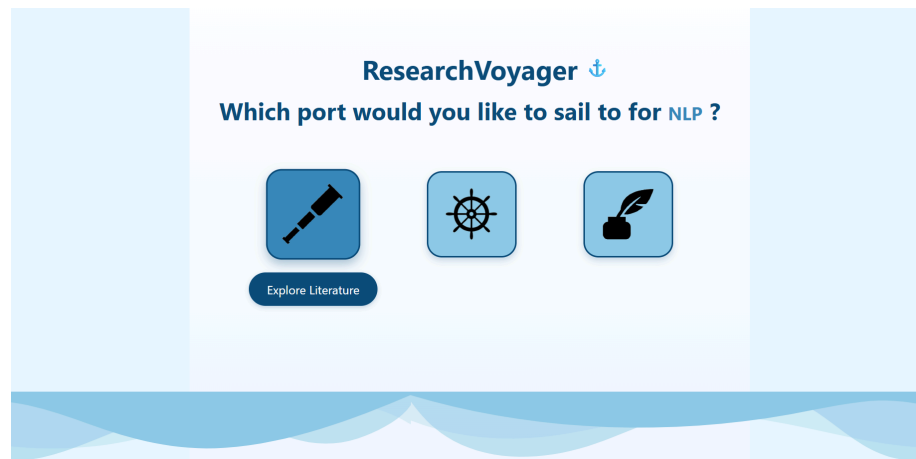 ResearchVoyager
Which port would you like to sail to for NLP ?
Explore Literature